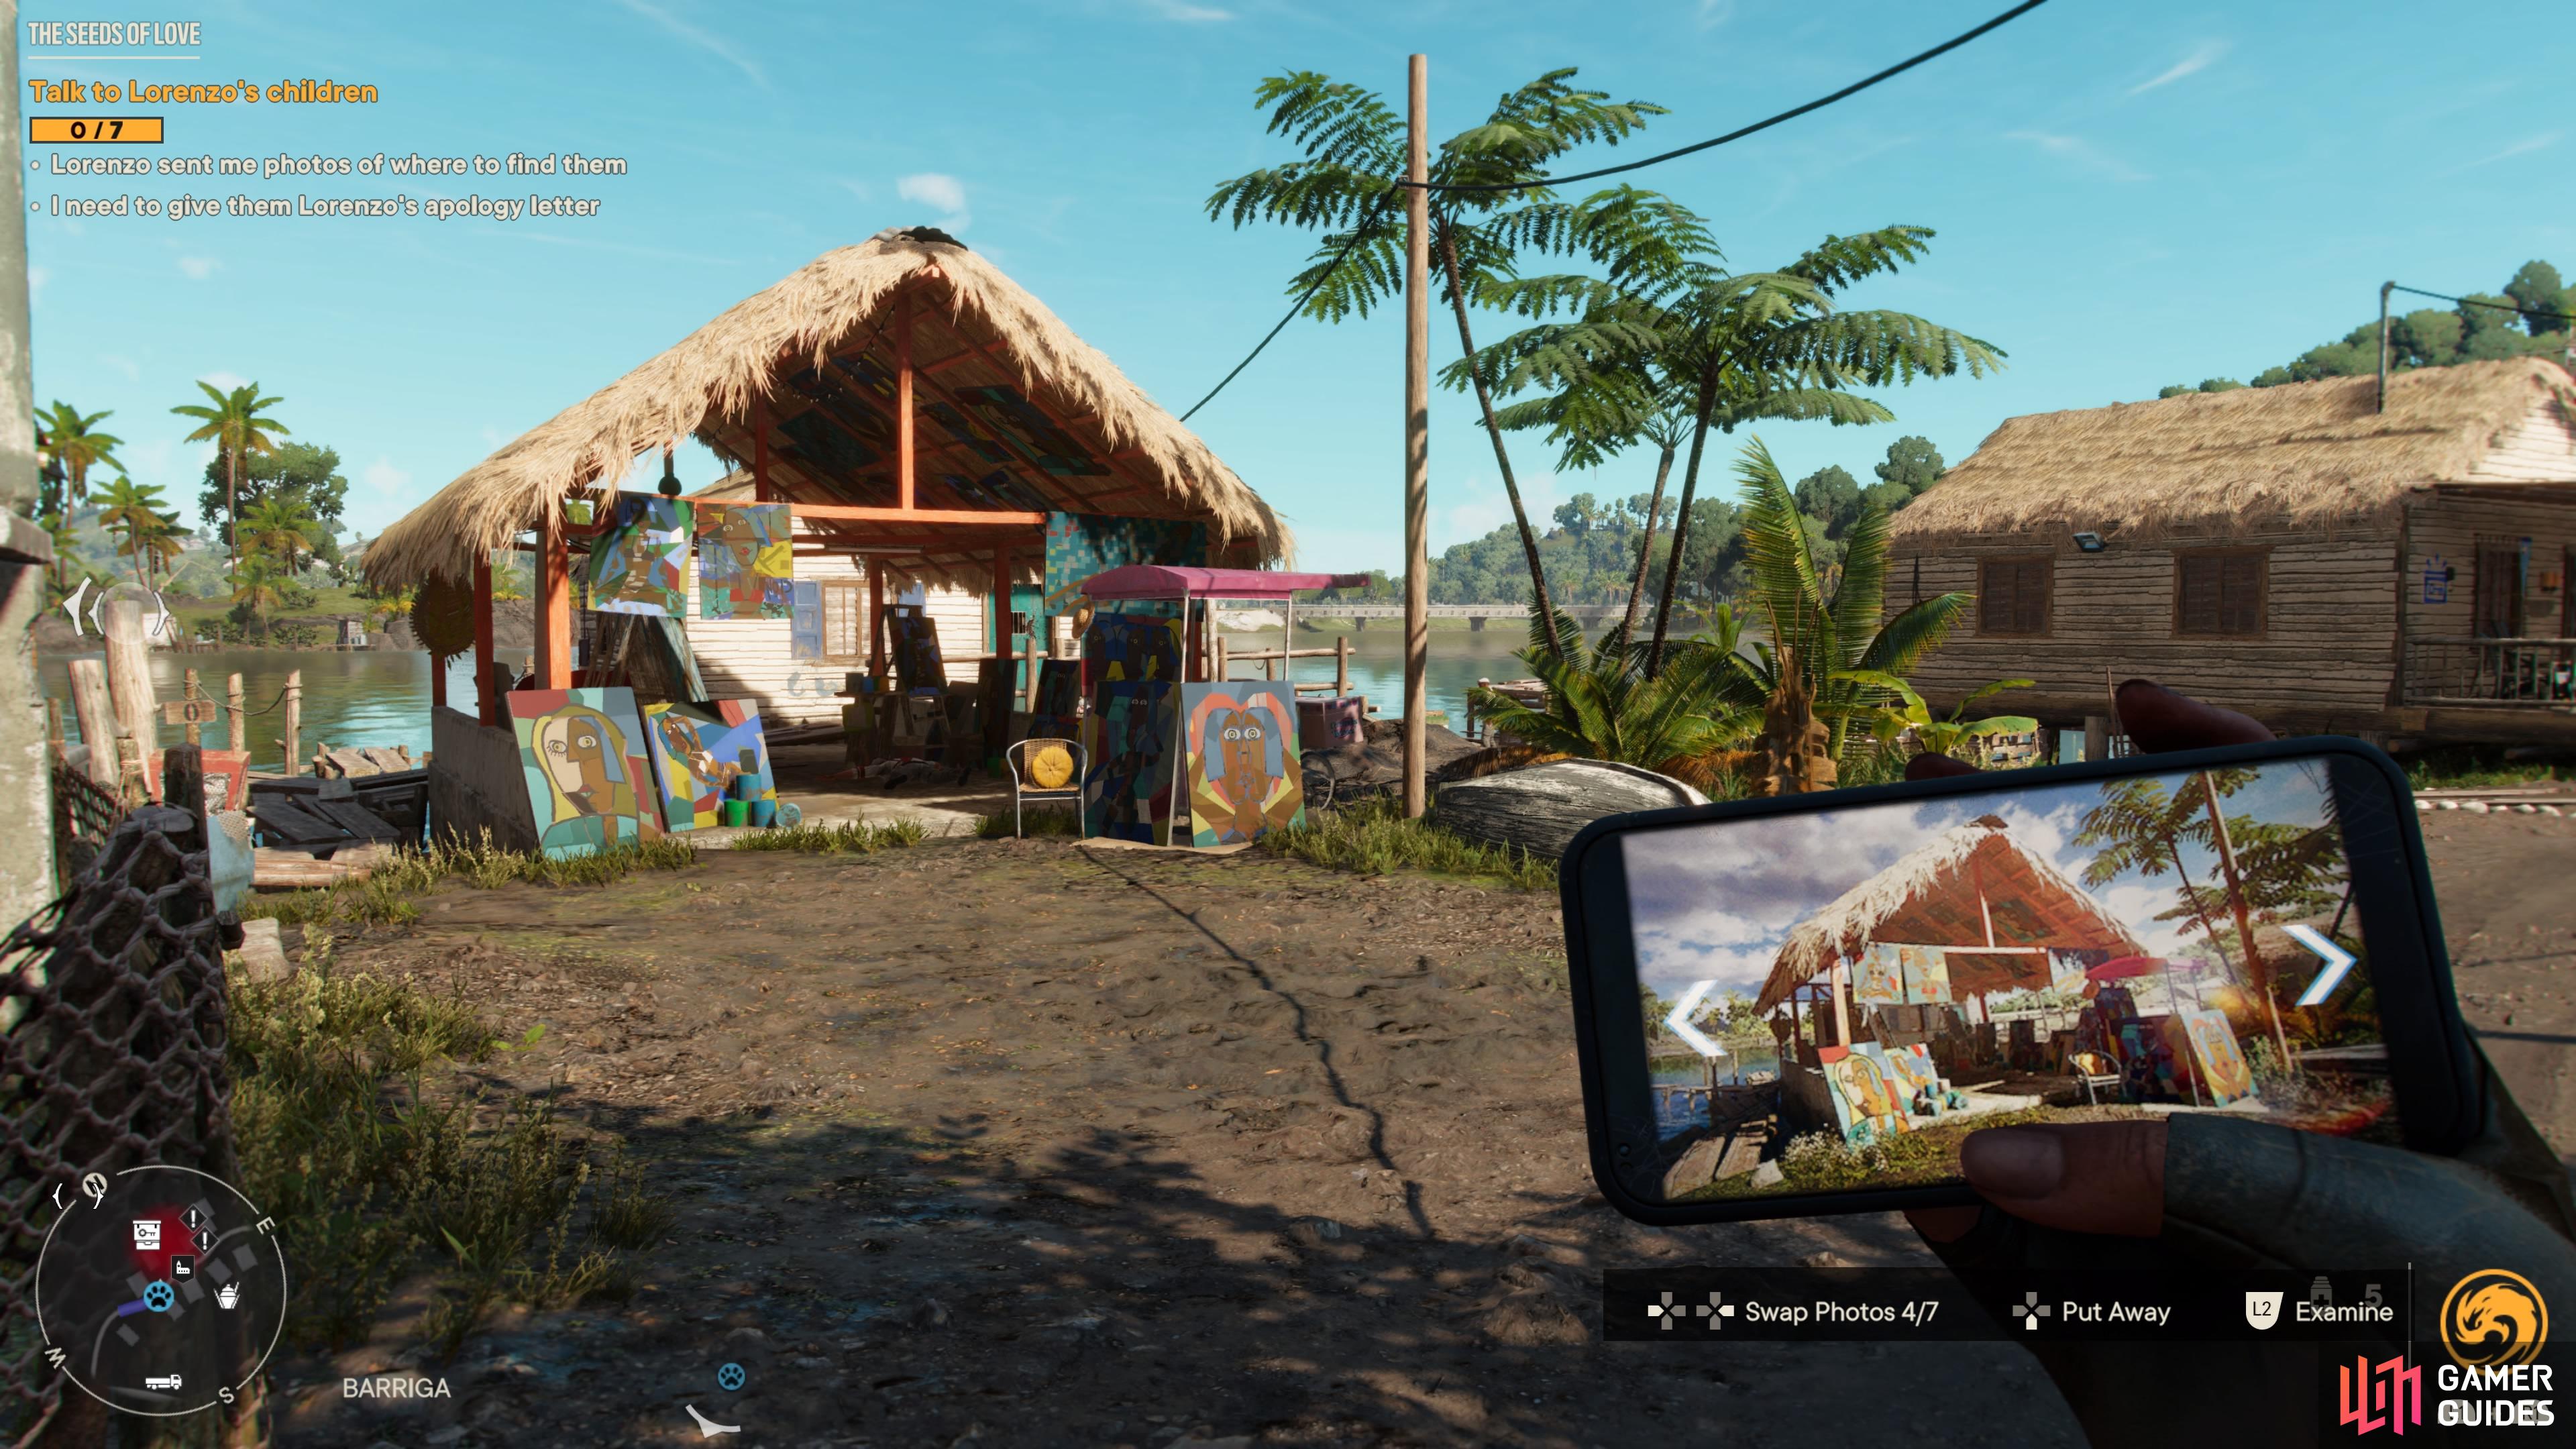 THE SEEDS OF LOVE
Talk to Lorenzo's children
0 / 7
• Lorenzo sent me photos of where to find them
• I need to give them Lorenzo's apology letter
E
S
BARRIGA
Swap Photos 4/7
Put Away
L2 Examine
5
GAMER
GUIDES